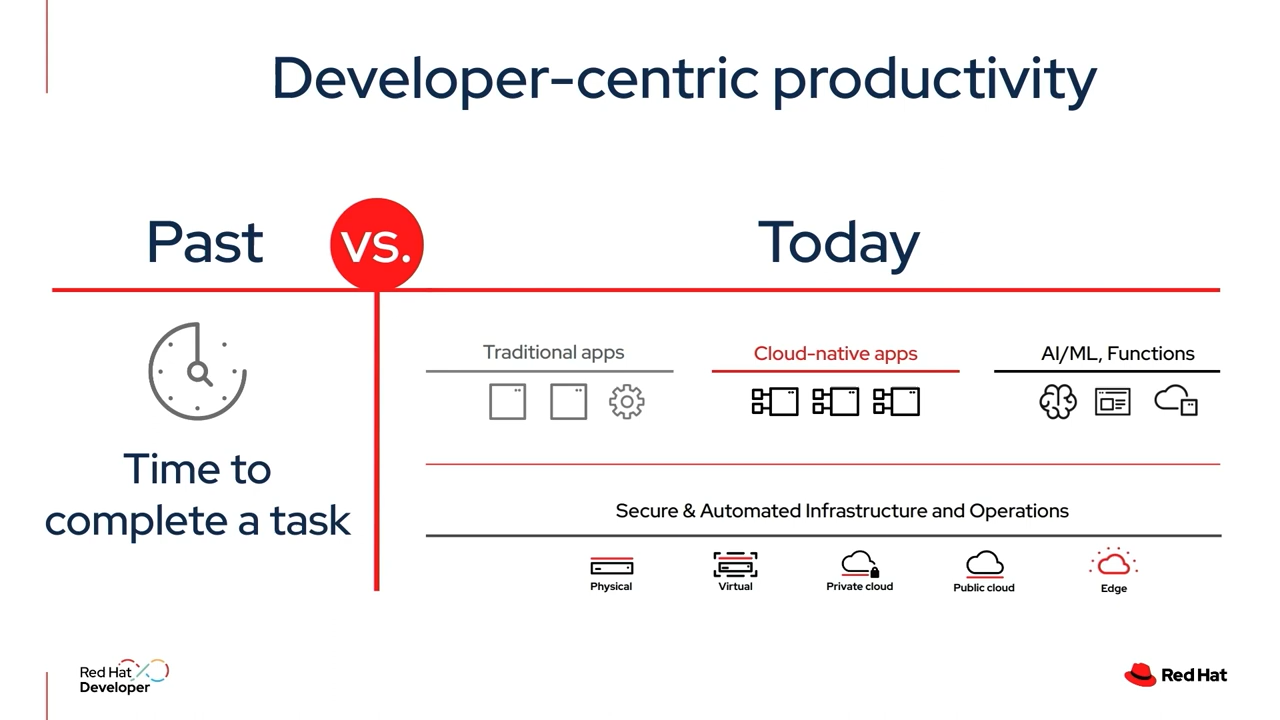 Developer-centric productivity
Past
vs.
Today
Time to
complete a task
Traditional apps
Cloud-native apps
AI/ML, Functions
Secure & Automated Infrastructure and Operations
Physical
Virtual
Private cloud
Public cloud
Edge
Red Hat
Developer
Red Hat